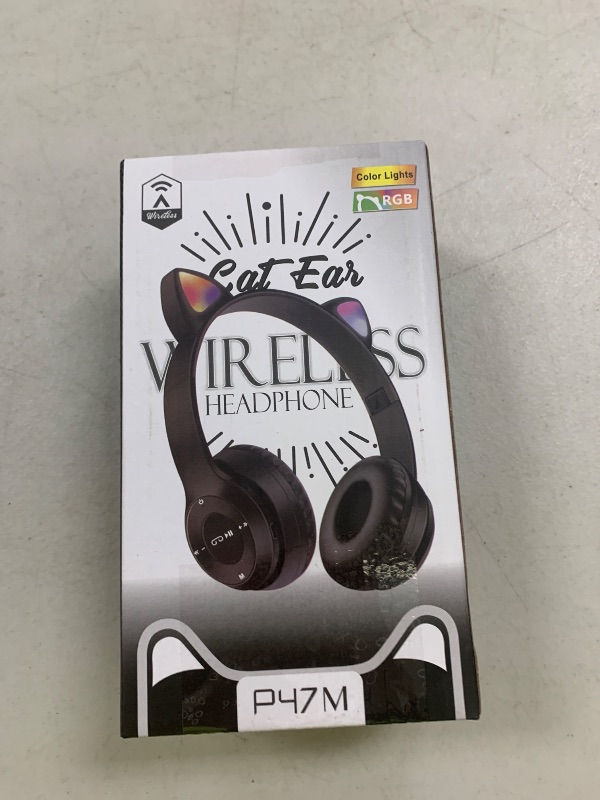 Wireless
Color Lights
RGB
Cat Ear
WIRELESS
HEADPHONE
M
P47M